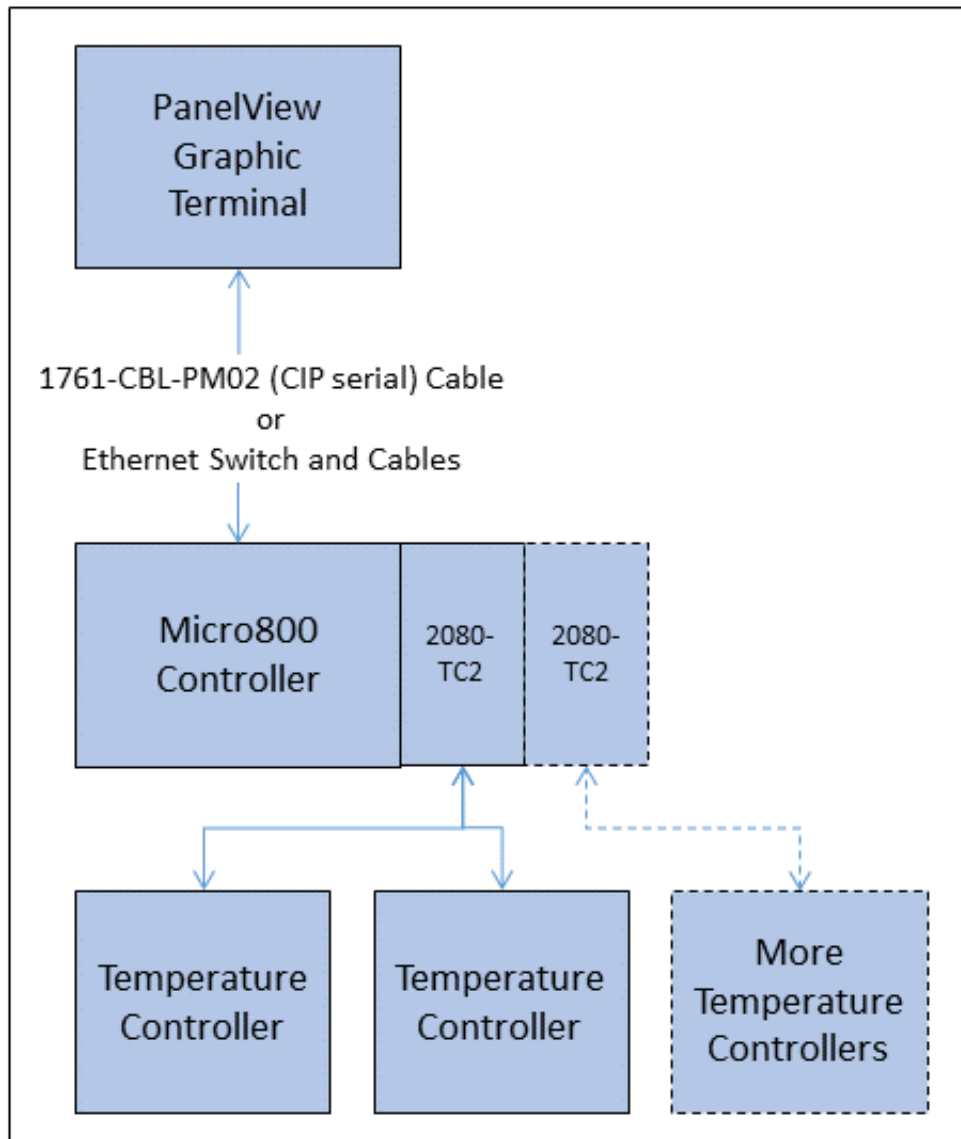 PanelView
Graphic
Terminal
1761-CBL-PM02 (CIP serial) Cable
or
Ethernet Switch and Cables
Micro800
Controller
2080-
TC2
2080-
TC2
Temperature
Controller
Temperature
Controller
More
Temperature
Controllers